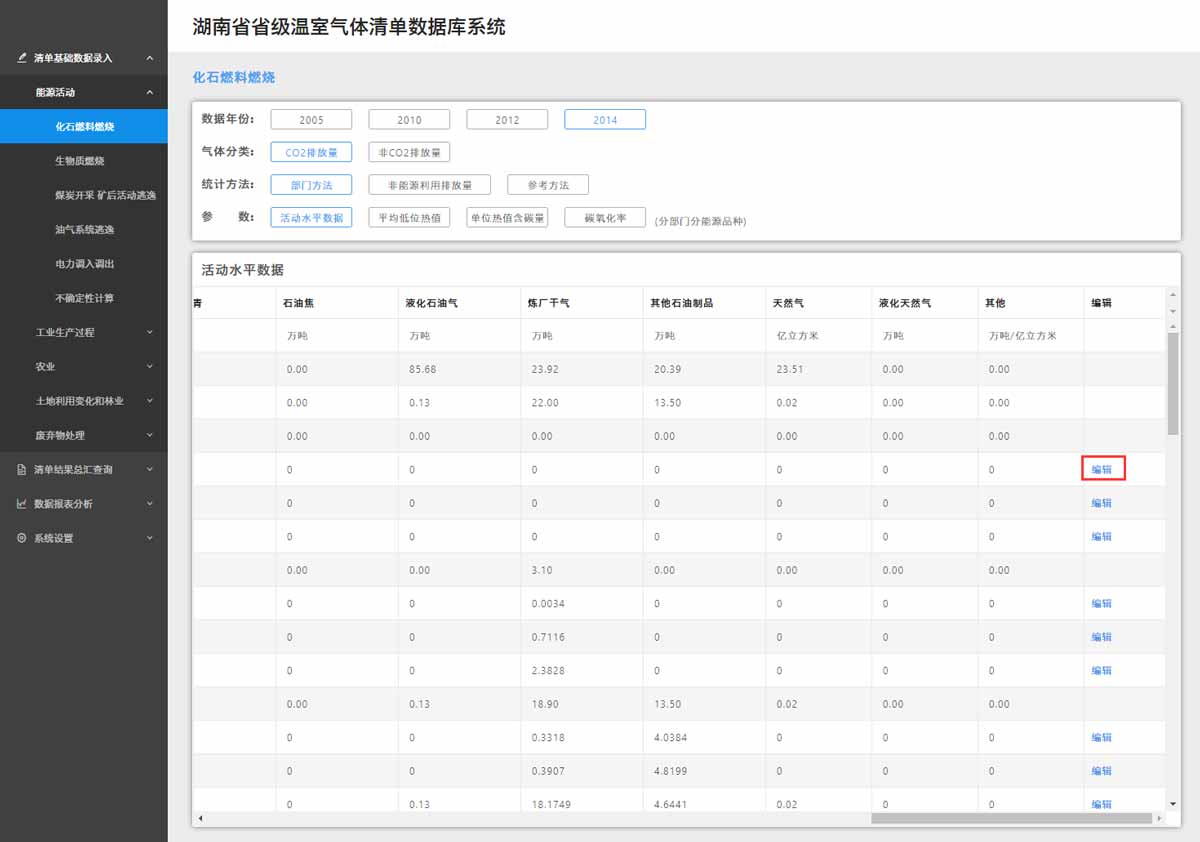 湖南省省级温室气体清单数据库系统
清单基础数据录入
能源活动
化石燃料燃烧
生物质燃烧
煤炭开采 矿后活动逃逸
油气系统逃逸
电力调入调出
不确定性计算
工业生产过程
农业
土地利用变化和林业
废弃物处理
清单结果总汇查询
数据报表分析
系统设置
化石燃料燃烧
数据年份: 2005 2010 2012 2014
气体分类: CO2排放量 非CO2排放量
统计方法: 部门方法 非能源利用排放量 参考方法
参 数: 活动水平数据 平均低位热值 单位热值含碳量 碳氧化率 (分部门分能源品种)
活动水平数据
青 石油焦 液化石油气 炼厂干气 其他石油制品 天然气 液化天然气 其他 编辑
万吨 万吨 万吨 万吨 亿立方米 万吨 万吨/亿立方米
0.00 85.68 23.92 20.39 23.51 0.00 0.00
0.00 0.13 22.00 13.50 0.02 0.00 0.00
0.00 0.00 0.00 0.00 0.00 0.00 0.00
0 0 0 0 0 0 0 编辑
0 0 0 0 0 0 0 编辑
0 0 0 0 0 0 0 编辑
0.00 0.00 3.10 0.00 0.00 0.00 0.00
0 0 0.0034 0 0 0 0 编辑
0 0 0.7116 0 0 0 0 编辑
0 0 2.3828 0 0 0 0 编辑
0.00 0.13 18.90 13.50 0.02 0.00 0.00
0 0 0.3318 4.0384 0 0 0 编辑
0 0 0.3907 4.8199 0 0 0 编辑
0 0.13 18.1749 4.6441 0.02 0 0 编辑